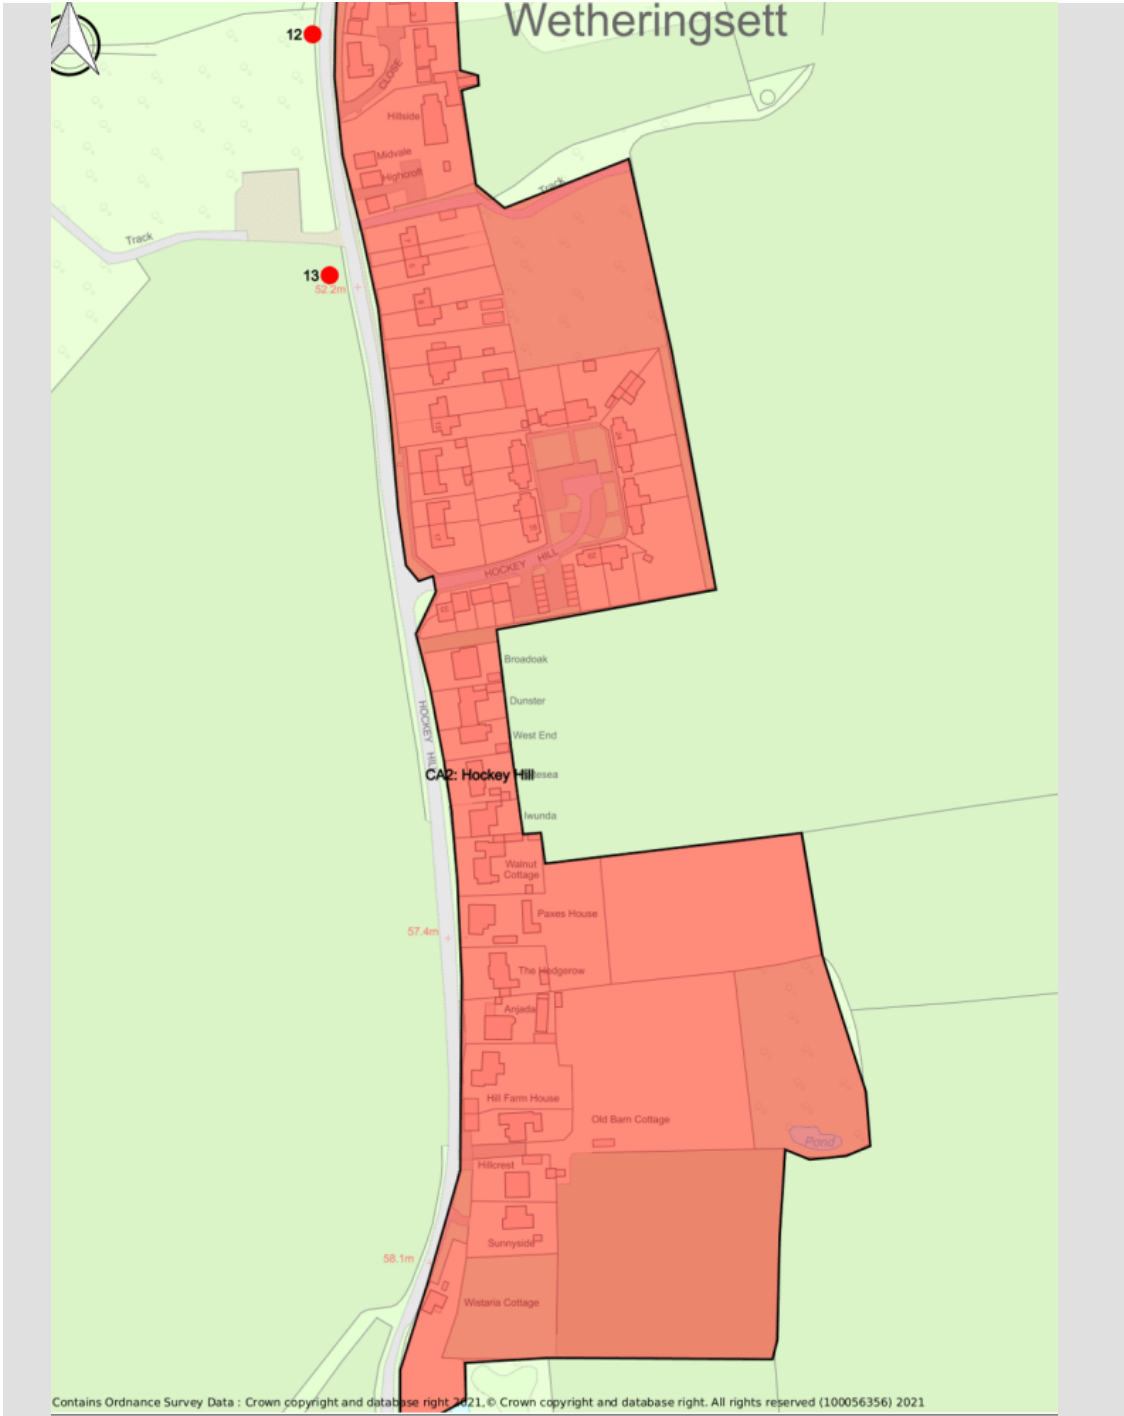 Wetheringsett
12
CLOSE
Hillside
Midvale
Highcroft
Track
Track
13
52.2m
HOCKEY HILL
Broadoak
Dunster
HOCKEY HILL
West End
CA2: Hockey Hill
Iwunda
Walnut
Cottage
Paxes House
57.4m
The Hedgerow
Anjada
Hill Farm House
Old Barn Cottage
Pond
Hillcrest
Sunnyside
58.1m
Wistaria Cottage
Contains Ordnance Survey Data : Crown copyright and database right 2021,© Crown copyright and database right. All rights reserved (100056356) 2021